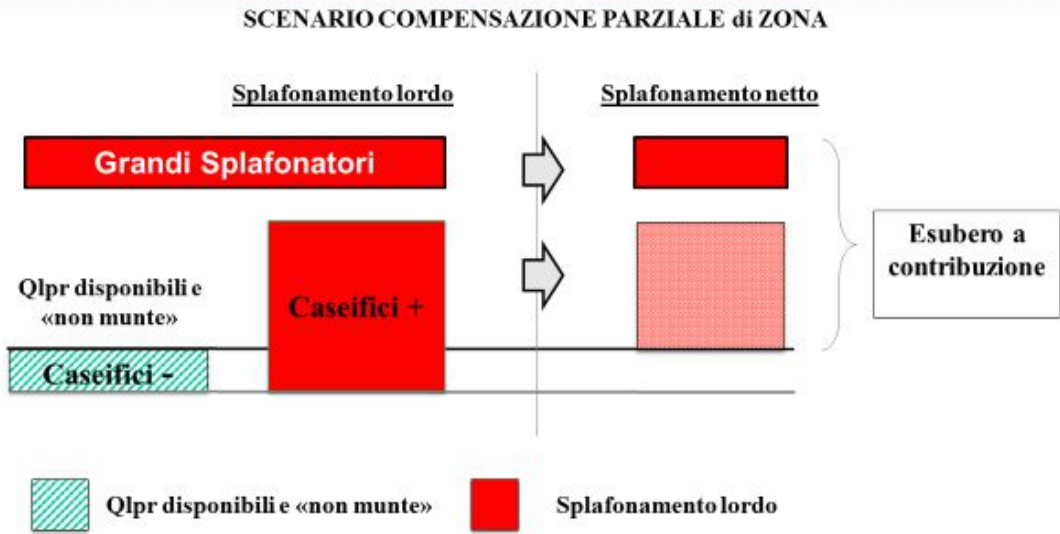 SCENARIO COMPENSAZIONE PARZIALE di ZONA
Splafonamento lordo
Splafonamento netto
Grandi Splafonatori
Esubero a
contribuzione
Qlpr disponibili e
«non munte»
Caseifici +
Caseifici -
Qlpr disponibili e «non munte»
Splafonamento lordo